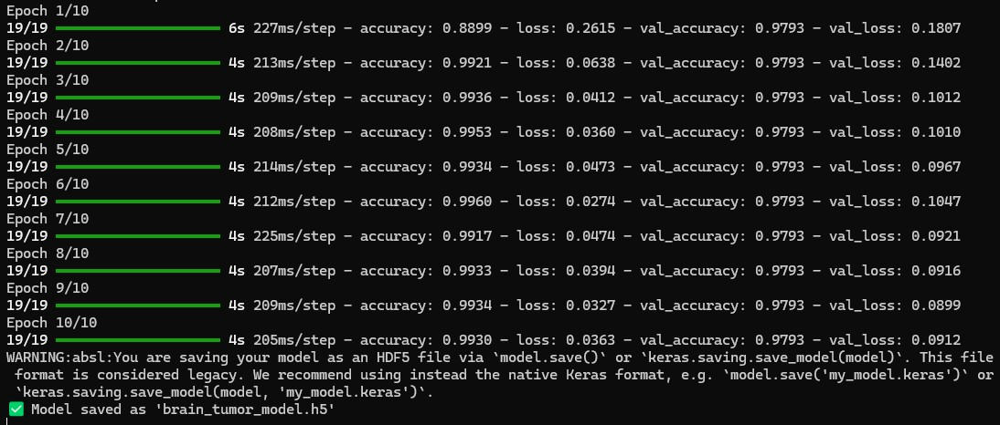 Epoch 1/10
19/19 ━━━━━━━━━━━━━━━━━━━━ 6s 227ms/step - accuracy: 0.8899 - loss: 0.2615 - val_accuracy: 0.9793 - val_loss: 0.1807
Epoch 2/10
19/19 ━━━━━━━━━━━━━━━━━━━━ 4s 213ms/step - accuracy: 0.9921 - loss: 0.0638 - val_accuracy: 0.9793 - val_loss: 0.1402
Epoch 3/10
19/19 ━━━━━━━━━━━━━━━━━━━━ 4s 209ms/step - accuracy: 0.9936 - loss: 0.0412 - val_accuracy: 0.9793 - val_loss: 0.1012
Epoch 4/10
19/19 ━━━━━━━━━━━━━━━━━━━━ 4s 208ms/step - accuracy: 0.9953 - loss: 0.0360 - val_accuracy: 0.9793 - val_loss: 0.1010
Epoch 5/10
19/19 ━━━━━━━━━━━━━━━━━━━━ 4s 214ms/step - accuracy: 0.9934 - loss: 0.0473 - val_accuracy: 0.9793 - val_loss: 0.0967
Epoch 6/10
19/19 ━━━━━━━━━━━━━━━━━━━━ 4s 212ms/step - accuracy: 0.9960 - loss: 0.0274 - val_accuracy: 0.9793 - val_loss: 0.1047
Epoch 7/10
19/19 ━━━━━━━━━━━━━━━━━━━━ 4s 225ms/step - accuracy: 0.9917 - loss: 0.0474 - val_accuracy: 0.9793 - val_loss: 0.0921
Epoch 8/10
19/19 ━━━━━━━━━━━━━━━━━━━━ 4s 207ms/step - accuracy: 0.9933 - loss: 0.0394 - val_accuracy: 0.9793 - val_loss: 0.0916
Epoch 9/10
19/19 ━━━━━━━━━━━━━━━━━━━━ 4s 209ms/step - accuracy: 0.9934 - loss: 0.0327 - val_accuracy: 0.9793 - val_loss: 0.0899
Epoch 10/10
19/19 ━━━━━━━━━━━━━━━━━━━━ 4s 205ms/step - accuracy: 0.9930 - loss: 0.0363 - val_accuracy: 0.9793 - val_loss: 0.0912
WARNING:absl:You are saving your model as an HDF5 file via `model.save()` or `keras.saving.save_model(model)`. This file
format is considered legacy. We recommend using instead the native Keras format, e.g. `model.save('my_model.keras')` or
`keras.saving.save_model(model, 'my_model.keras')`.
✅ Model saved as 'brain_tumor_model.h5'